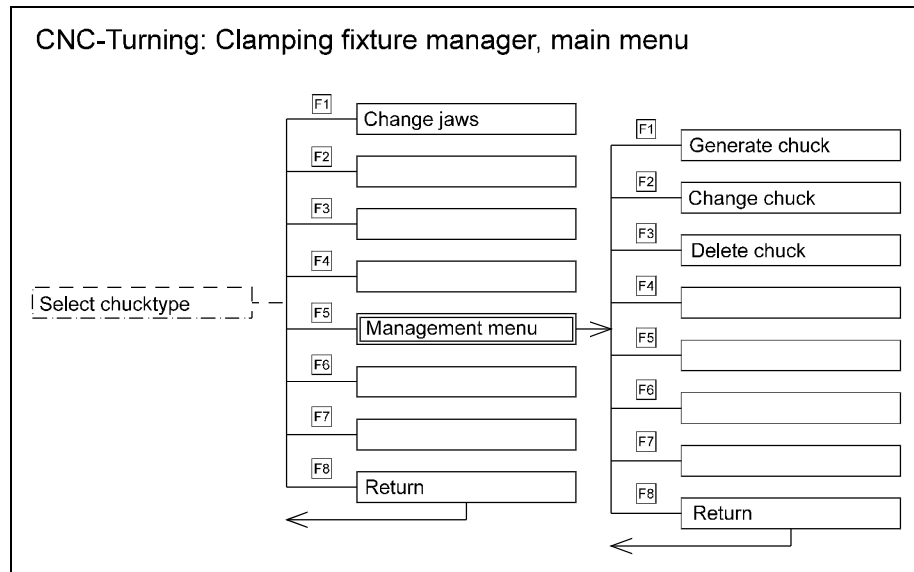 CNC-Turning: Clamping fixture manager, main menu
Select chucktype
F1
Change jaws
F2
F3
F4
F5
Management menu
F6
F7
F8
Return
F1
Generate chuck
F2
Change chuck
F3
Delete chuck
F4
F5
F6
F7
F8
Return